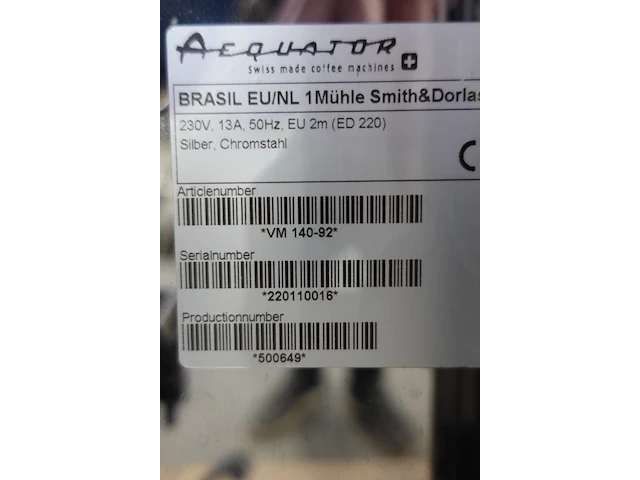 AEQUATOR
Swiss made coffee machines
BRASIL EU/NL 1Mühle Smith&Dorlas
230V, 13A, 50Hz, EU 2m (ED 220)
Silber, Chromstahl
CE
Articlenumber
*VM 140-92*
Serialnumber
*220110016*
Productionnumber
*500649*